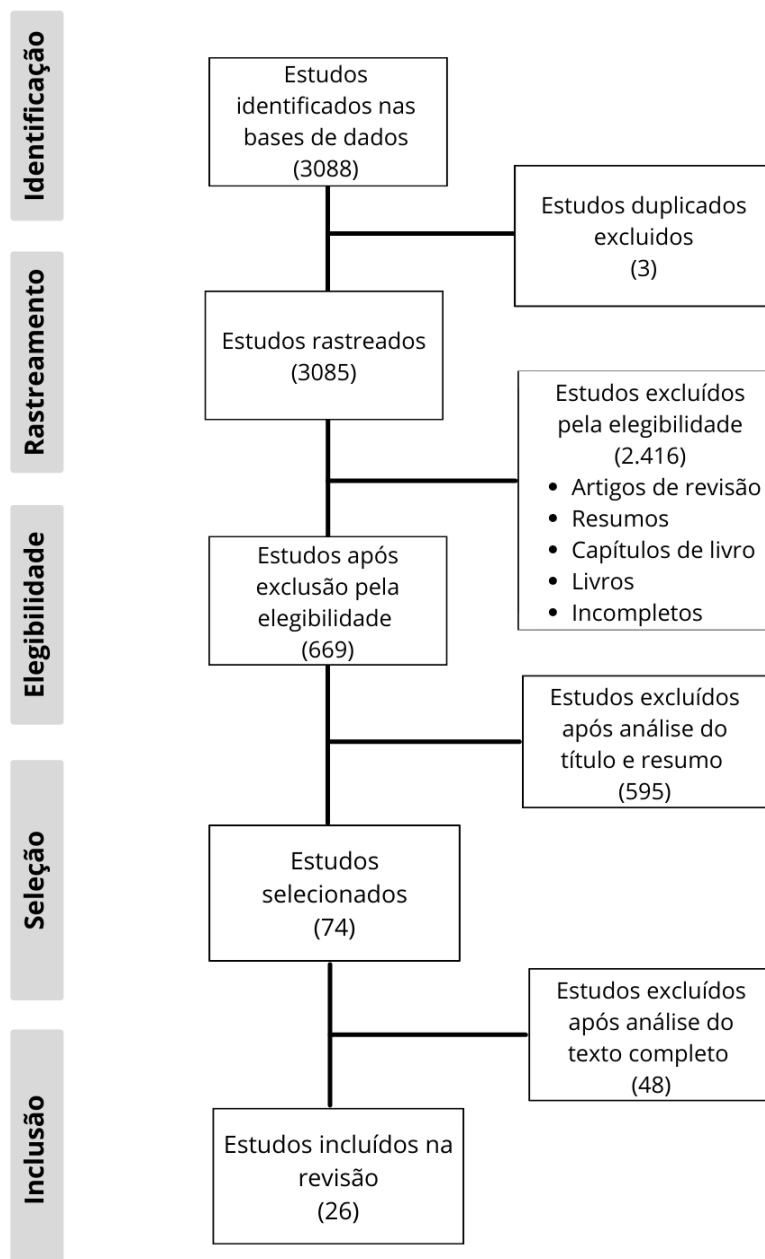 Identificação
Estudos
identificados nas
bases de dados
(3088)
Estudos duplicados
excluidos
(3)
Rastreamento
Estudos rastreados
(3085)
Estudos excluídos
pela elegibilidade
(2.416)
• Artigos de revisão
• Resumos
• Capítulos de livro
• Livros
• Incompletos
Elegibilidade
Estudos após
exclusão pela
elegibilidade
(669)
Estudos excluídos
após análise do
título e resumo
(595)
Seleção
Estudos
selecionados
(74)
Estudos excluídos
após análise do
texto completo
(48)
Inclusão
Estudos incluídos na
revisão
(26)